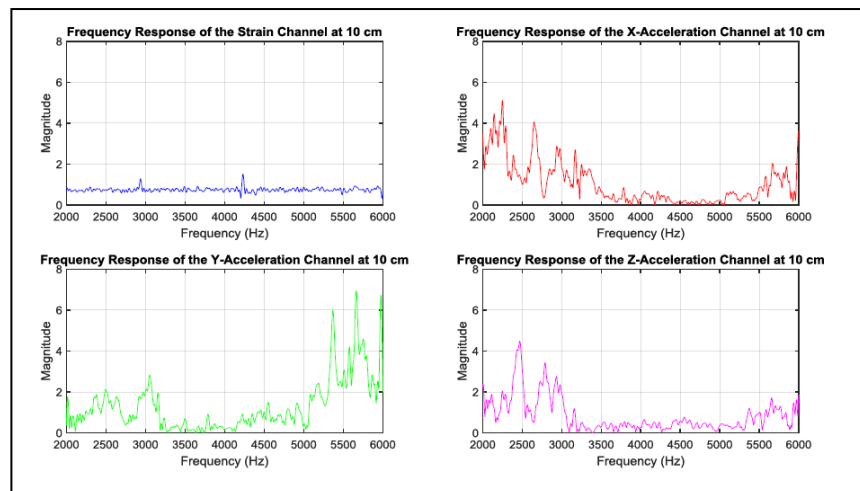 Frequency Response of the Strain Channel at 10 cm
8
6
4
2
0
Magnitude
2000 2500 3000 3500 4000 4500 5000 5500 6000
Frequency (Hz)
Frequency Response of the X-Acceleration Channel at 10 cm
8
6
4
2
0
Magnitude
2000 2500 3000 3500 4000 4500 5000 5500 6000
Frequency (Hz)
Frequency Response of the Y-Acceleration Channel at 10 cm
8
6
4
2
0
Magnitude
2000 2500 3000 3500 4000 4500 5000 5500 6000
Frequency (Hz)
Frequency Response of the Z-Acceleration Channel at 10 cm
8
6
4
2
0
Magnitude
2000 2500 3000 3500 4000 4500 5000 5500 6000
Frequency (Hz)